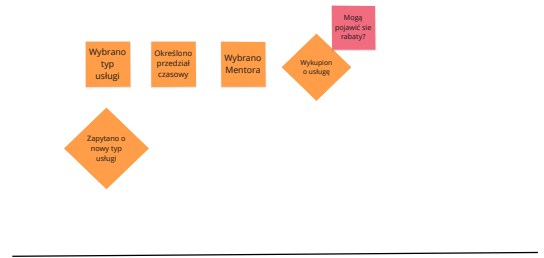 Mogą
pojawić się
rabaty?
Wybrano
typ
usługi
Określono
przedział
czasowy
Wybrano
Mentora
Wykupion
o usługę
Zapytano o
nowy typ
usługi